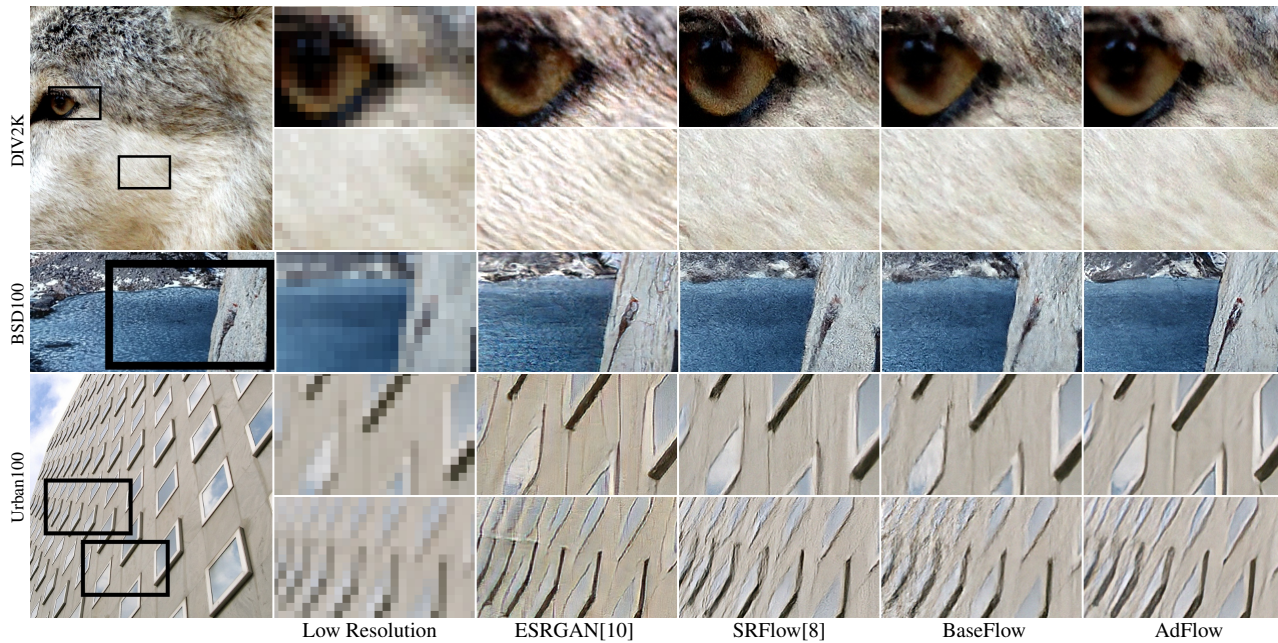 DIV2K
BSD100
Urban100
Low Resolution
ESRGAN[10]
SRFlow[8]
BaseFlow
AdFlow